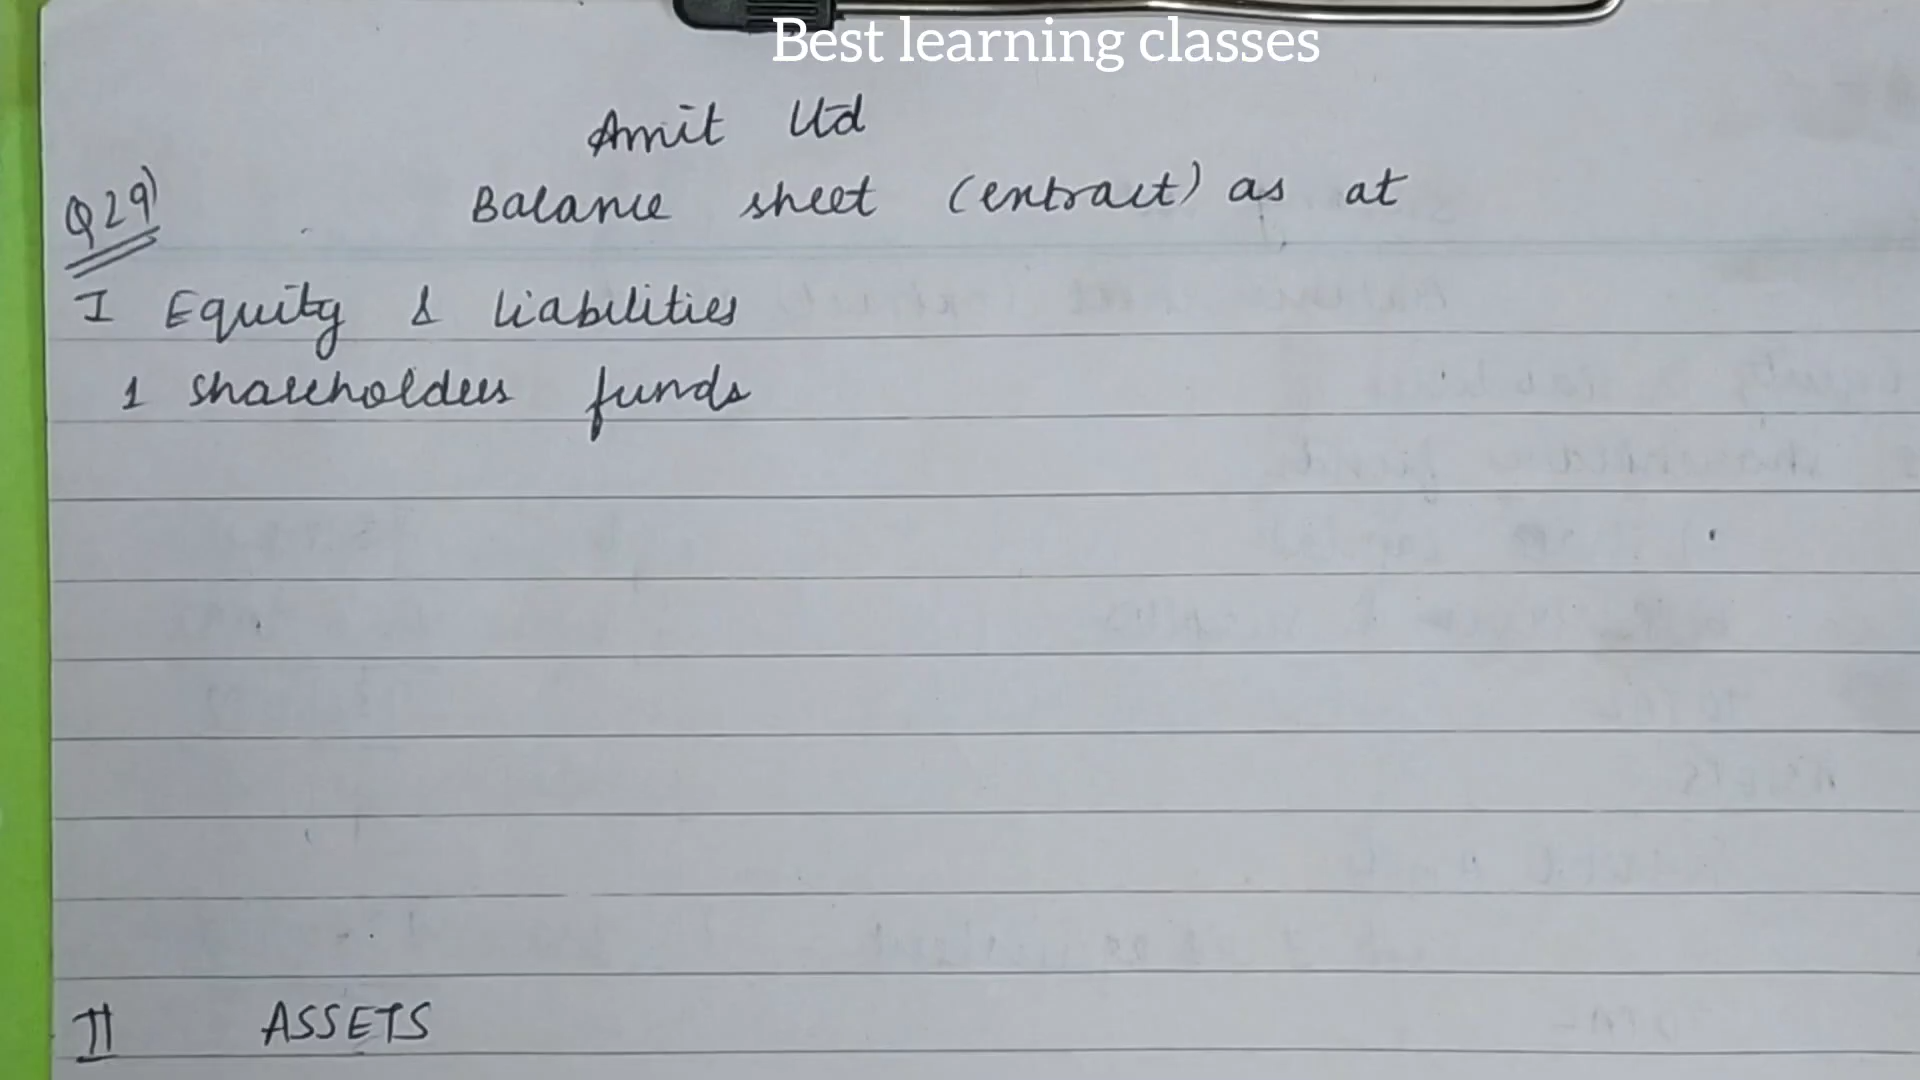 Best learning classes
Amit Ltd
Q29) Balance sheet (extract) as at
I Equity & liabilities
1 shareholders funds
II ASSETS